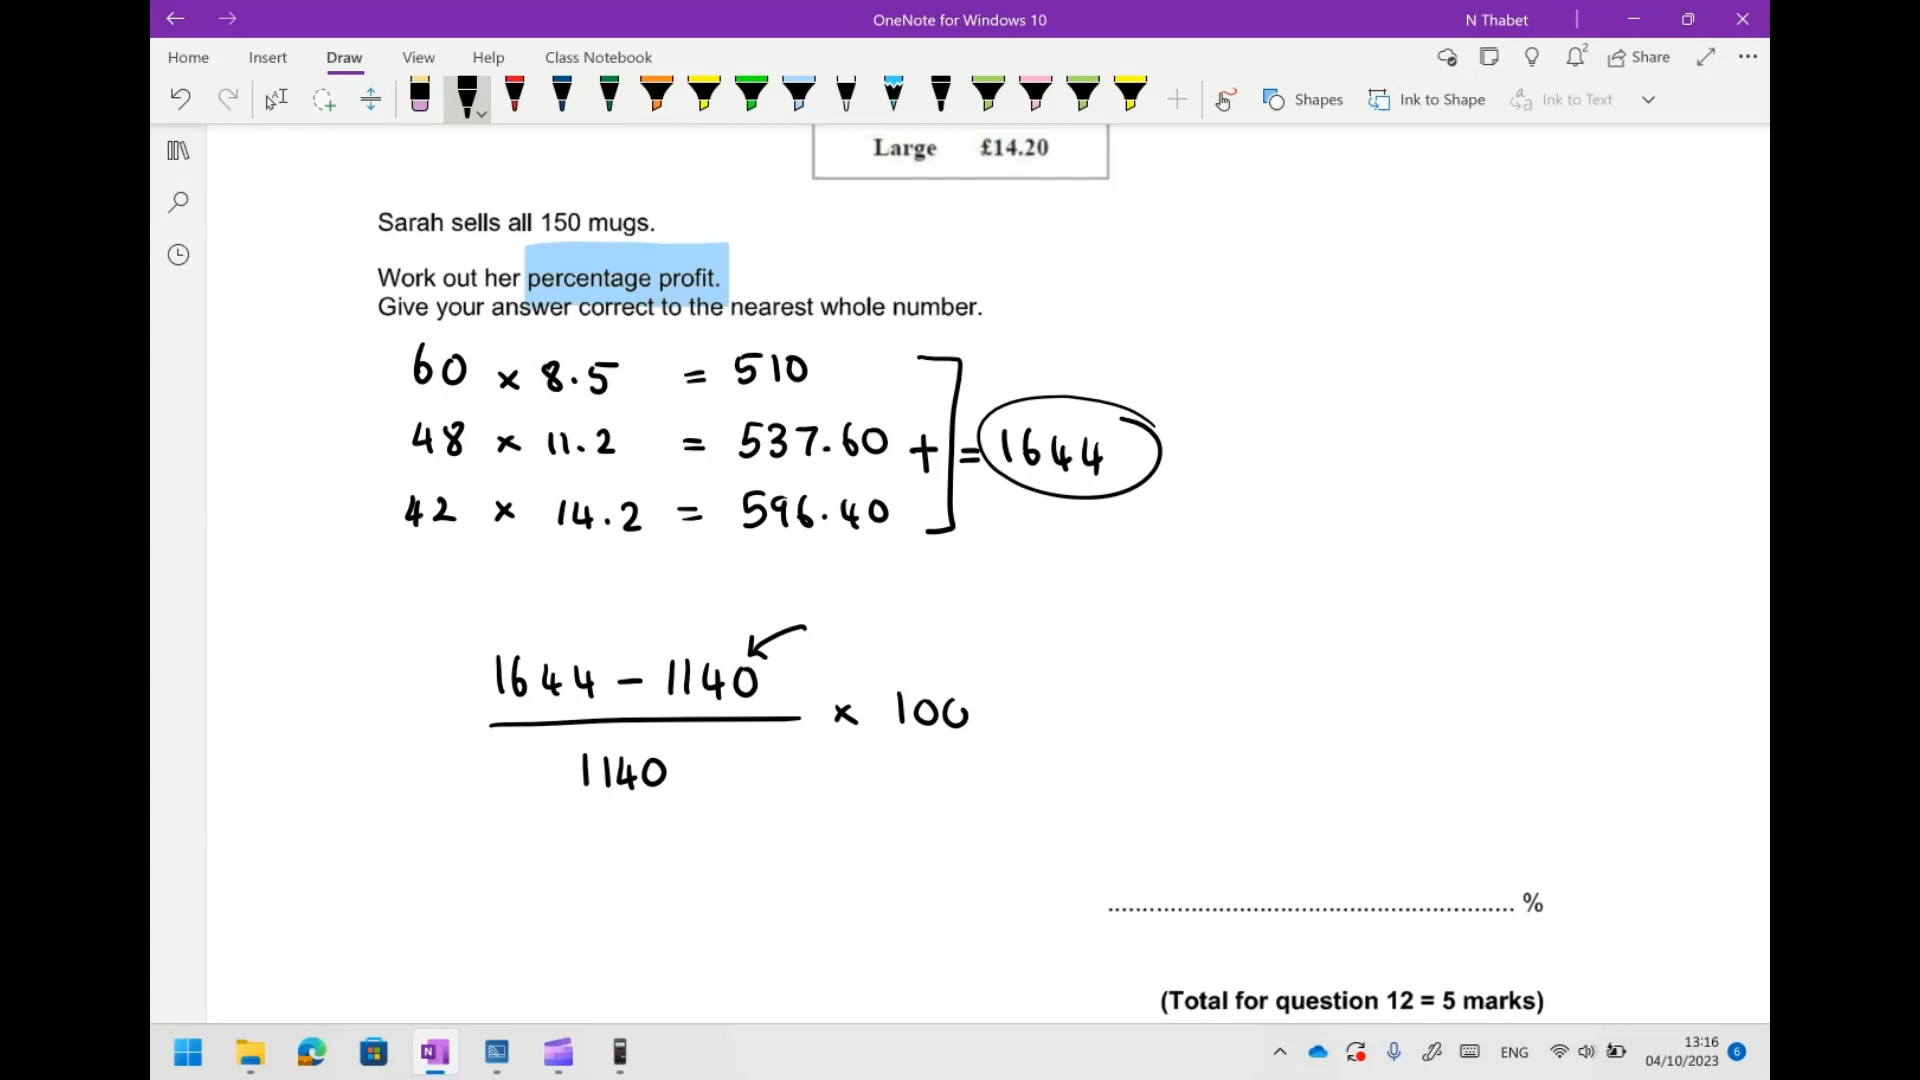 OneNote for Windows 10
N Thabet
Home Insert Draw View Help Class Notebook
2
Share
Shapes
Ink to Shape
Ink to Text
Large £14.20
Sarah sells all 150 mugs.
Work out her percentage profit.
Give your answer correct to the nearest whole number.
60 × 8.5 = 510
48 × 11.2 = 537.60 + = 1644
42 × 14.2 = 596.40
1644 - 1140
× 100
1140
.......................................................... %
(Total for question 12 = 5 marks)
ENG
13:16
04/10/2023
6